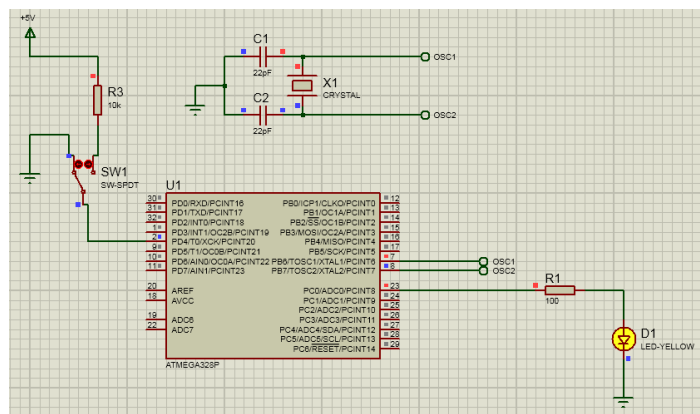 +5V
R3
10k
C1
22pF
C2
22pF
X1
CRYSTAL
OSC1
OSC2
SW1
SW-SPDT
U1
30 PD0/RXD/PCINT16
31 PD1/TXD/PCINT17
32 PD2/INT0/PCINT18
1 PD3/INT1/OC2B/PCINT19
2 PD4/T0/XCK/PCINT20
9 PD5/T1/OC0B/PCINT21
10 PD6/AIN0/OC0A/PCINT22
11 PD7/AIN1/PCINT23
20 AREF
18 AVCC
19 ADC6
22 ADC7
PB0/ICP1/CLKO/PCINT0 12
PB1/OC1A/PCINT1 13
PB2/SS/OC1B/PCINT2 14
PB3/MOSI/OC2A/PCINT3 15
PB4/MISO/PCINT4 16
PB5/SCK/PCINT5 17
PB6/TOSC1/XTAL1/PCINT6 7
PB7/TOSC2/XTAL2/PCINT7 8
PC0/ADC0/PCINT8 23
PC1/ADC1/PCINT9 24
PC2/ADC2/PCINT10 25
PC3/ADC3/PCINT11 26
PC4/ADC4/SDA/PCINT12 27
PC5/ADC5/SCL/PCINT13 28
PC6/RESET/PCINT14 29
ATMEGA328P
OSC1
OSC2
R1
100
D1
LED-YELLOW